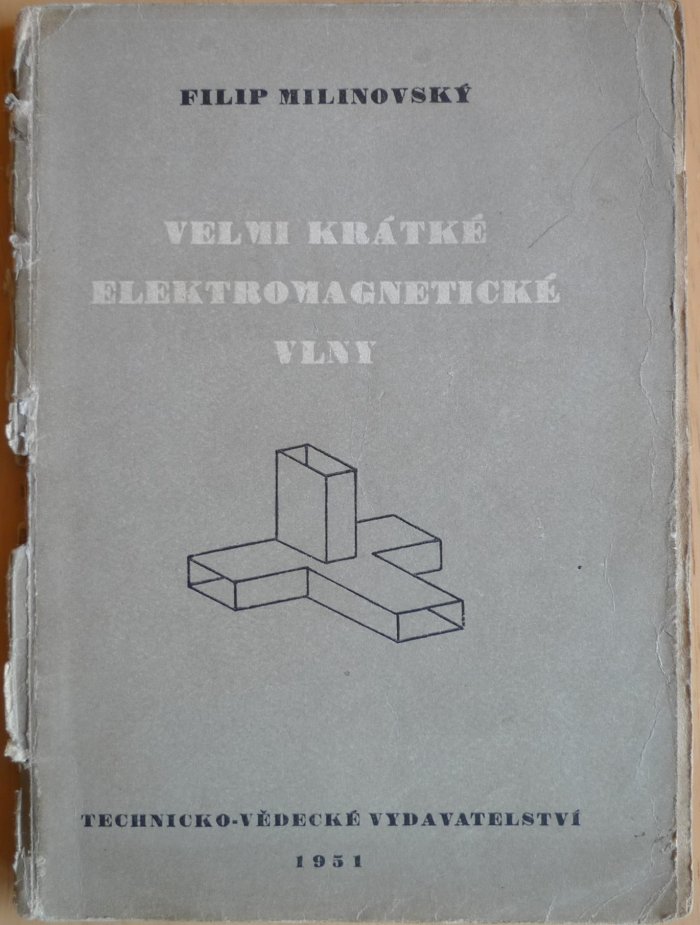 FILIP MILINOVSKÝ
VELMI KRÁTKÉ
ELEKTROMAGNETICKÉ
VLNY
TECHNICKO-VĚDECKÉ VYDAVATELSTVÍ
1951